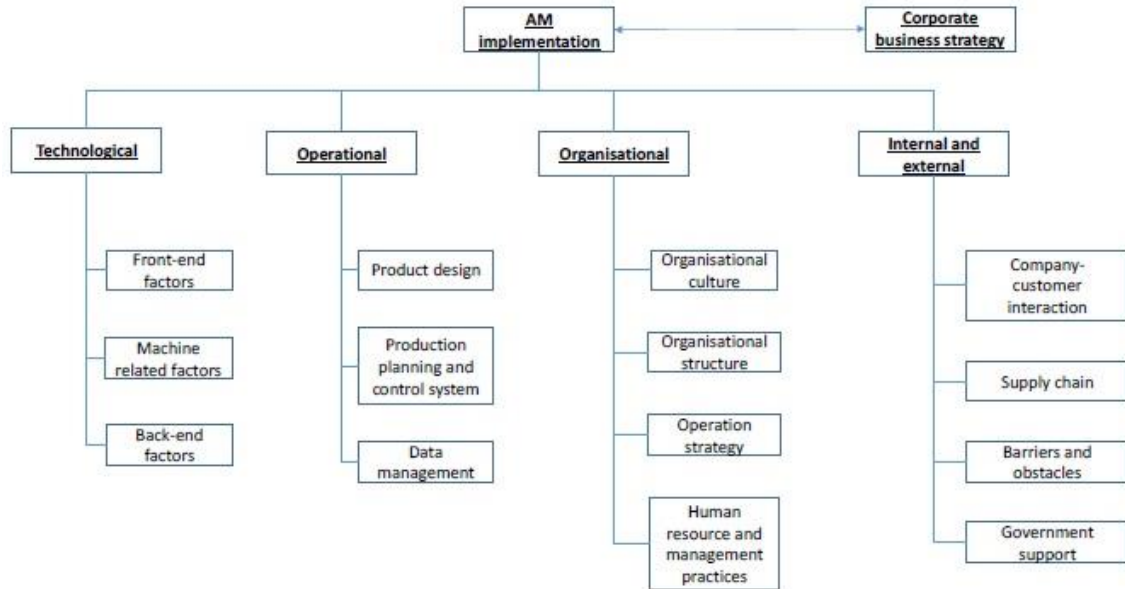 AM
implementation
Corporate
business strategy
Technological
Operational
Organisational
Internal and
external
Front-end
factors
Machine
related factors
Back-end
factors
Product design
Production
planning and
control system
Data
management
Organisational
culture
Organisational
structure
Operation
strategy
Human
resource and
management
practices
Company-
customer
interaction
Supply chain
Barriers and
obstacles
Government
support